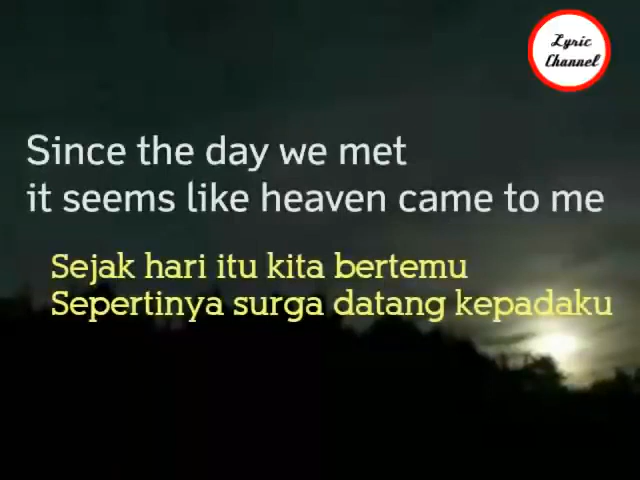 Lyric
Channel
Since the day we met
it seems like heaven came to me
Sejak hari itu kita bertemu
Sepertinya surga datang kepadaku